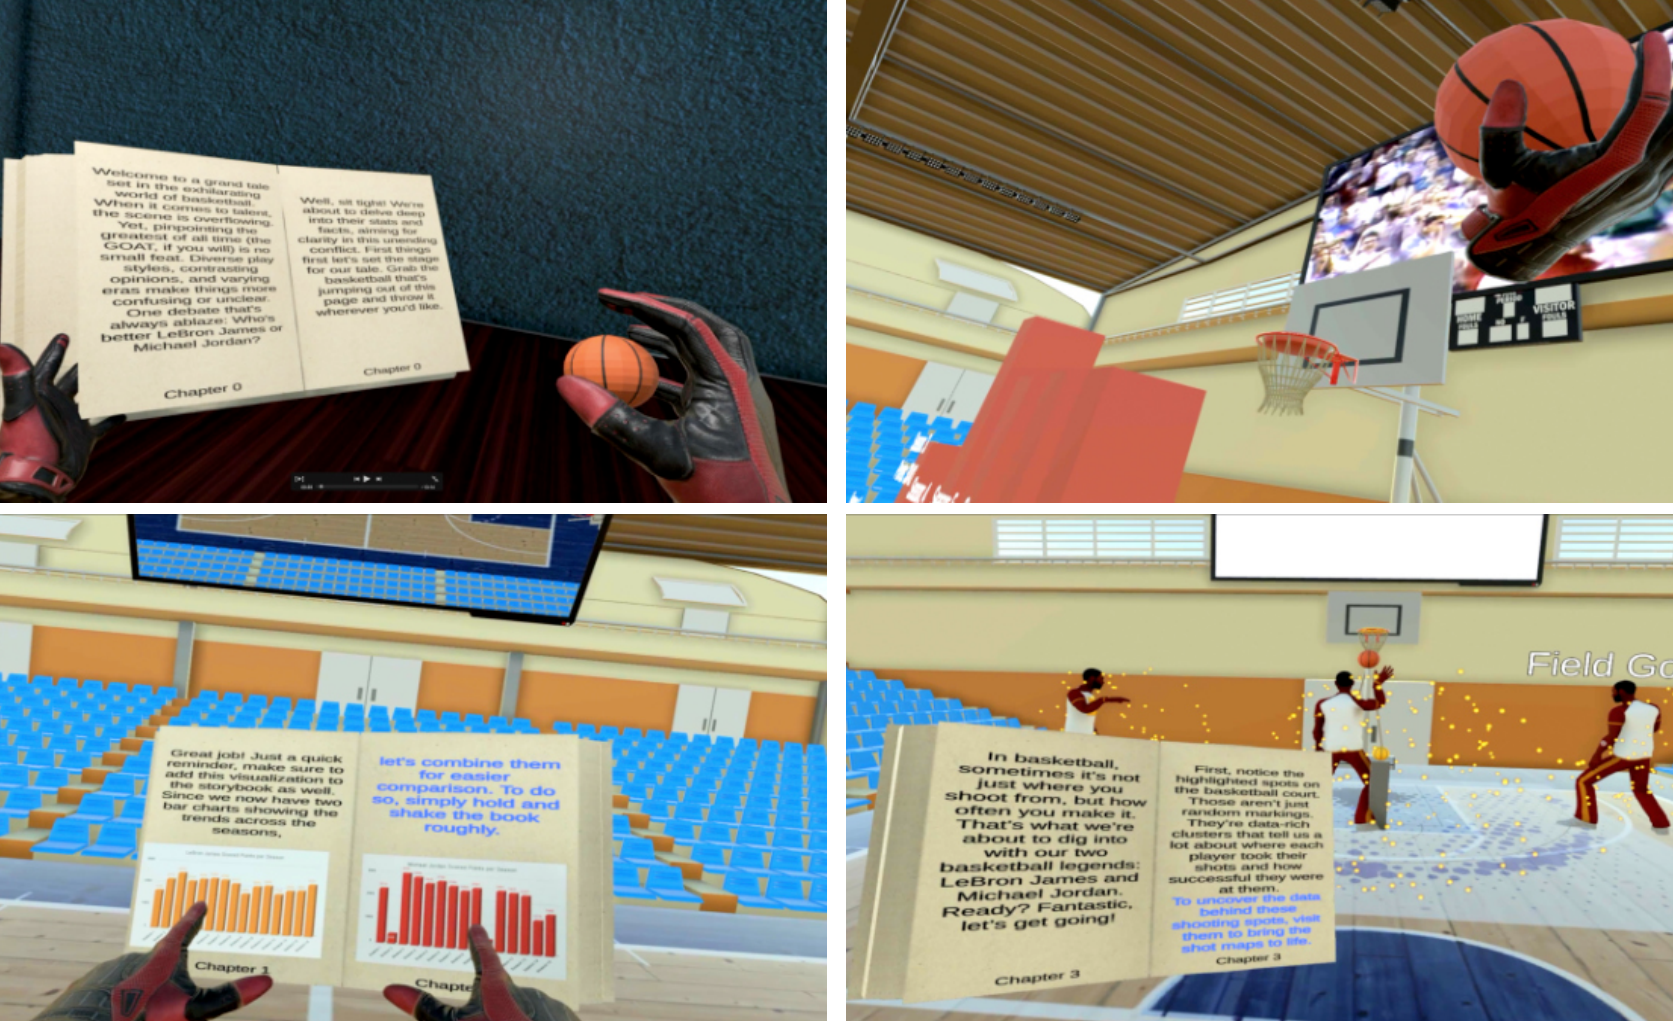 Welcome to a grand tale
set in the exhilarating
world of basketball.
When it comes to talent,
the scene is overflowing.
Yet, pinpointing the
greatest of all time (the
GOAT, if you will) is no
small feat. Diverse play
styles, contrasting
opinions, and varying
eras make things more
confusing or unclear.
One debate that's
always ablaze: Who's
better LeBron James or
Michael Jordan?
Chapter 0
Well, sit tight! We're
about to delve deep
into their stats and
facts, aiming for
clarity in this unending
conflict. First things
first let's set the stage
for our tale. Grab the
basketball that's
jumping out of this
page and throw it
wherever you'd like.
Chapter 0
HOME
VISITOR
Great job! Just a quick
reminder, make sure to
add this visualization to
the storybook as well.
Since we now have two
bar charts showing the
trends across the
seasons,
Chapter 1
let's combine them
for easier
comparison. To do
so, simply hold and
shake the book
roughly.
Field Go
In basketball,
sometimes it's not
just where you
shoot from, but how
often you make it.
That's what we're
about to dig into
with our two
basketball legends:
LeBron James and
Michael Jordan.
Ready? Fantastic,
let's get going!
Chapter 3
First, notice the
highlighted spots on
the basketball court.
Those aren't just
random markings.
They're data-rich
clusters that tell us a
lot about where each
player took their
shots and how
successful they were
at them.
To uncover the data
behind these
shooting spots, visit
them to bring the
shot maps to life.
Chapter 3